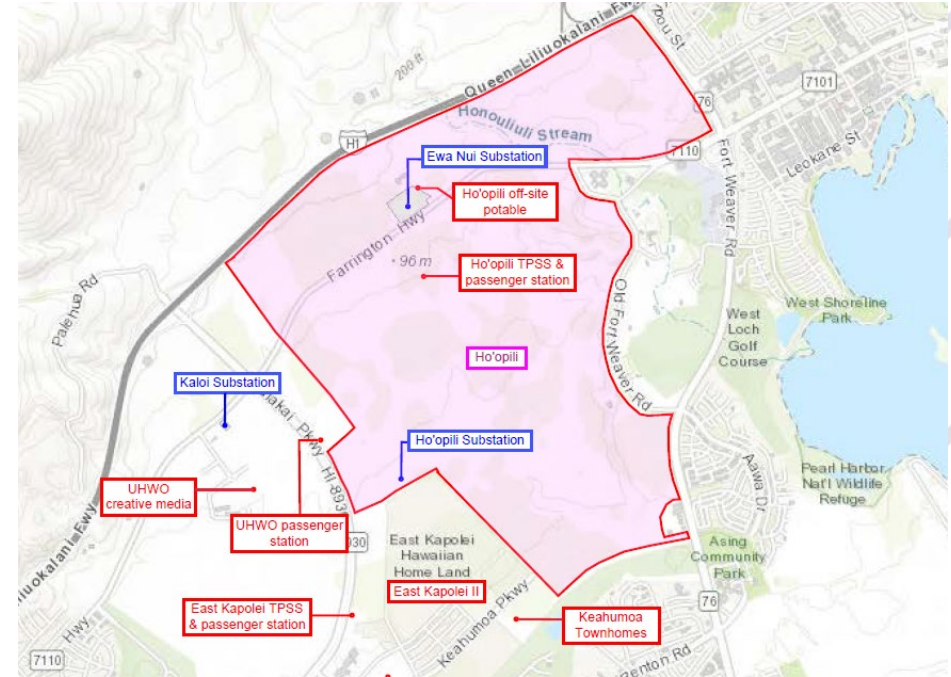 Queen Liliuokalani Fwy
200 ft
76
7101
Honouliuli Stream
H1
7110
Leokane St
Ewa Nui Substation
Fort Weaver Rd
Ho'opili off-site
potable
Farrington Hwy
96 m
Ho'opili TPSS &
passenger station
Palehua Rd
Old Fort Weaver Rd
West Shoreline
Park
West
Loch
Golf
Course
Ho'opili
Kaloi Substation
Ho'opili Substation
Pkwy HI 8930
Pearl Harbor
Nat'l Wildlife
Refuge
Aawa Dr
UHWO
creative media
UHWO passenger
station
East Kapolei
Hawaiian
Home Land
East Kapolei II
Asing
Community
Park
Keahumoa Pkwy
76
East Kapolei TPSS
& passenger station
Keahumoa
Townhomes
Hwy
7110